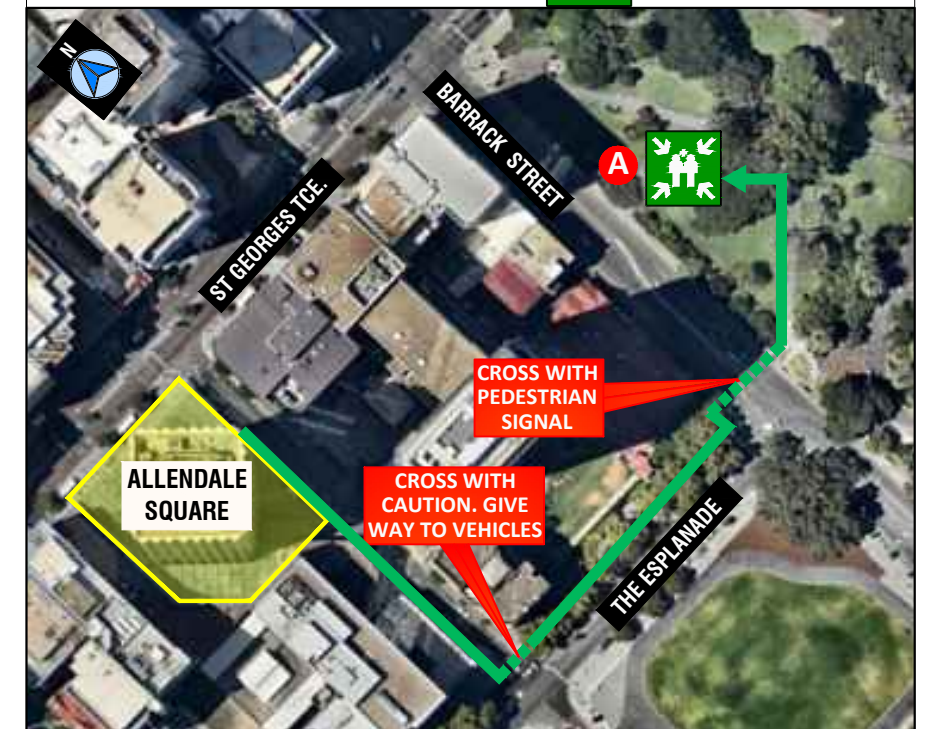 N
BARRACK STREET
A
ST GEORGES TCE.
CROSS WITH
PEDESTRIAN
SIGNAL
ALLENDALE
SQUARE
CROSS WITH
CAUTION. GIVE
WAY TO VEHICLES
THE ESPLANADE